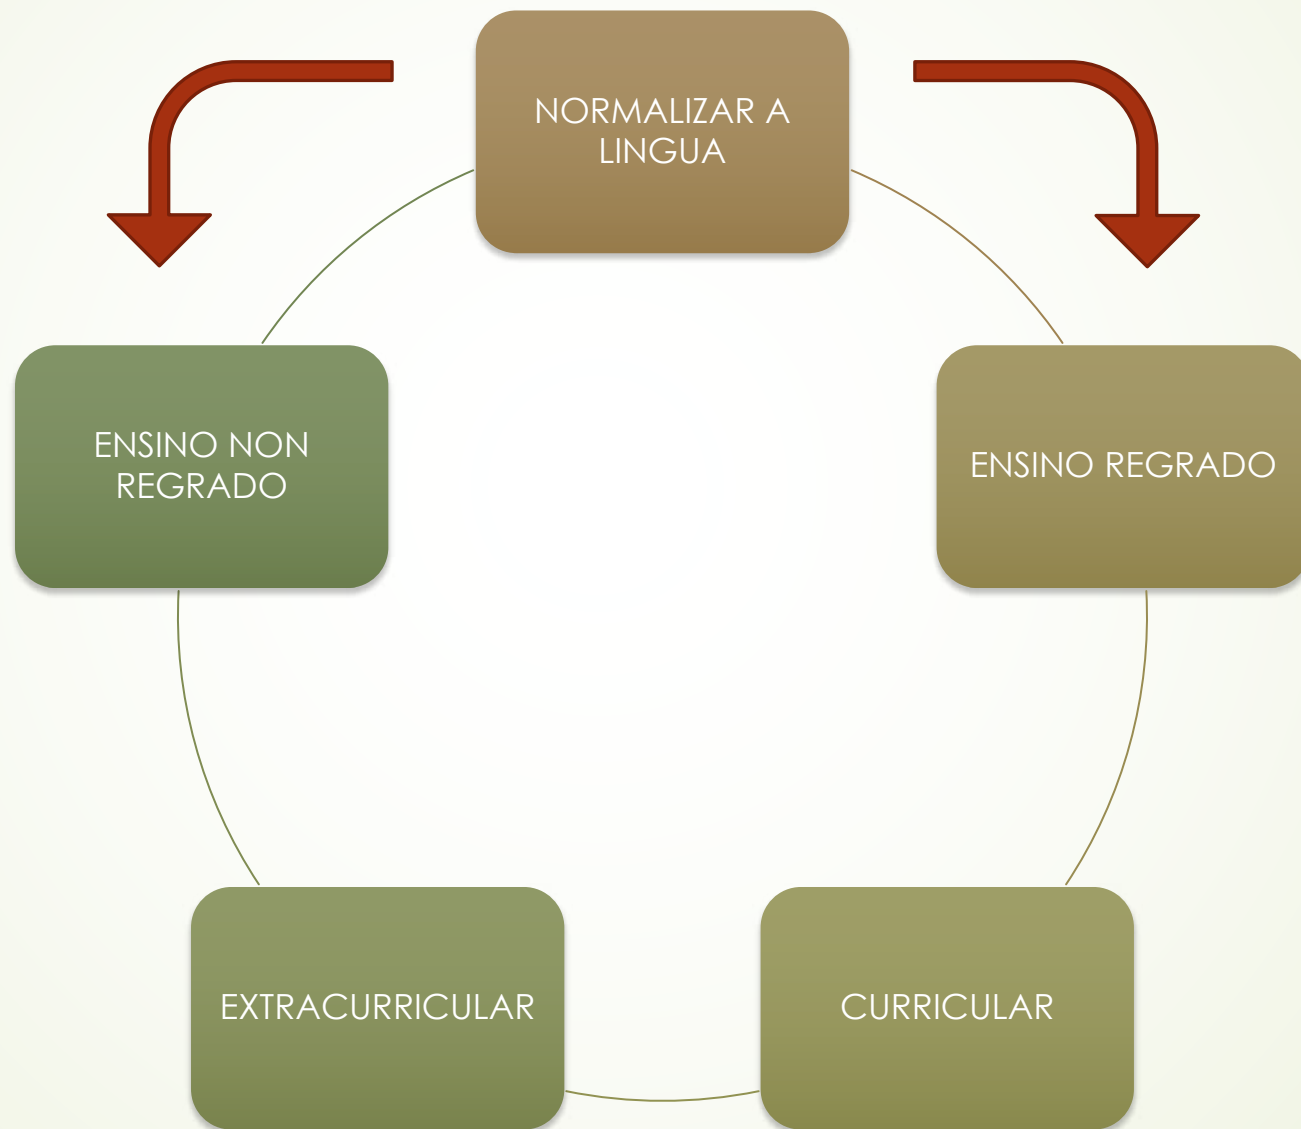 NORMALIZAR A
LINGUA
ENSINO NON
REGRADO
ENSINO REGRADO
EXTRACURRICULAR
CURRICULAR